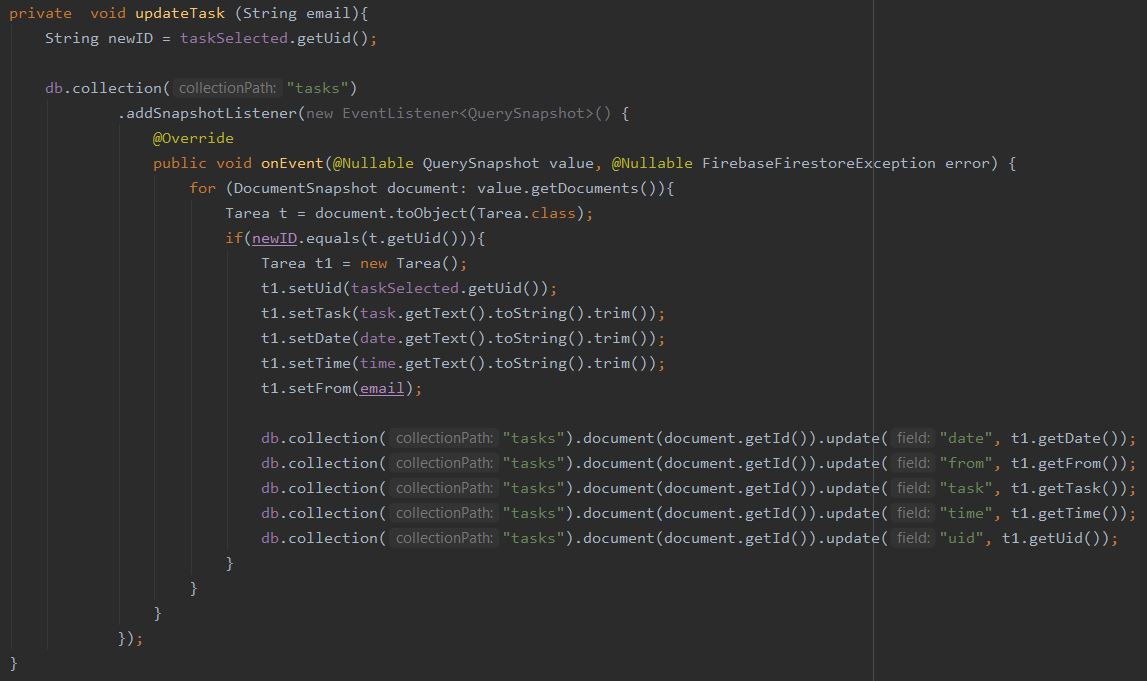 private  void updateTask (String email){
    String newID = taskSelected.getUid();
    db.collection( collectionPath: "tasks")
            .addSnapshotListener(new EventListener<QuerySnapshot>() {
                @Override
                public void onEvent(@Nullable QuerySnapshot value, @Nullable FirebaseFirestoreException error) {
                    for (DocumentSnapshot document: value.getDocuments()){
                        Tarea t = document.toObject(Tarea.class);
                        if(newID.equals(t.getUid())){
                            Tarea t1 = new Tarea();
                            t1.setUid(taskSelected.getUid());
                            t1.setTask(task.getText().toString().trim());
                            t1.setDate(date.getText().toString().trim());
                            t1.setTime(time.getText().toString().trim());
                            t1.setFrom(email);
                            db.collection( collectionPath: "tasks").document(document.getId()).update( field: "date", t1.getDate());
                            db.collection( collectionPath: "tasks").document(document.getId()).update( field: "from", t1.getFrom());
                            db.collection( collectionPath: "tasks").document(document.getId()).update( field: "task", t1.getTask());
                            db.collection( collectionPath: "tasks").document(document.getId()).update( field: "time", t1.getTime());
                            db.collection( collectionPath: "tasks").document(document.getId()).update( field: "uid", t1.getUid());
                        }
                    }
                }
            });
}